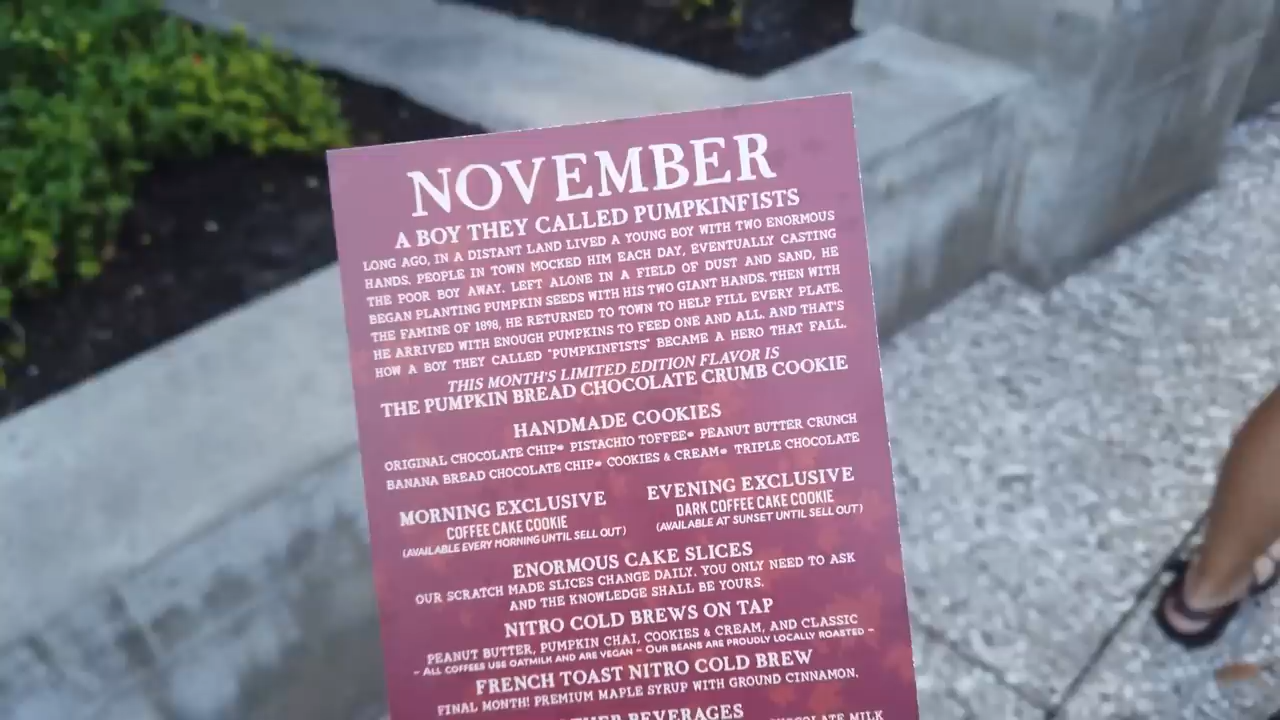 NOVEMBER
A BOY THEY CALLED PUMPKINFISTS
LONG AGO, IN A DISTANT LAND LIVED A YOUNG BOY WITH TWO ENORMOUS
HANDS. PEOPLE IN TOWN MOCKED HIM EACH DAY, EVENTUALLY CASTING
THE POOR BOY AWAY. LEFT ALONE IN A FIELD OF DUST AND SAND, HE
BEGAN PLANTING PUMPKIN SEEDS WITH HIS TWO GIANT HANDS. THEN WITH
THE FAMINE OF 1898, HE RETURNED TO TOWN TO HELP FILL EVERY PLATE.
HE ARRIVED WITH ENOUGH PUMPKINS TO FEED ONE AND ALL. AND THAT'S
HOW A BOY THEY CALLED "PUMPKINFISTS" BECAME A HERO THAT FALL.
THIS MONTH'S LIMITED EDITION FLAVOR IS
THE PUMPKIN BREAD CHOCOLATE CRUMB COOKIE
HANDMADE COOKIES
ORIGINAL CHOCOLATE CHIP• PISTACHIO TOFFEE• PEANUT BUTTER CRUNCH
BANANA BREAD CHOCOLATE CHIP• COOKIES & CREAM• TRIPLE CHOCOLATE
MORNING EXCLUSIVE
COFFEE CAKE COOKIE
(AVAILABLE EVERY MORNING UNTIL SELL OUT)
EVENING EXCLUSIVE
DARK COFFEE CAKE COOKIE
(AVAILABLE AT SUNSET UNTIL SELL OUT)
ENORMOUS CAKE SLICES
OUR SCRATCH MADE SLICES CHANGE DAILY. YOU ONLY NEED TO ASK
AND THE KNOWLEDGE SHALL BE YOURS.
NITRO COLD BREWS ON TAP
PEANUT BUTTER, PUMPKIN CHAI, COOKIES & CREAM, AND CLASSIC
~ ALL COFFEES USE OATMILK AND ARE VEGAN ~ OUR BEANS ARE PROUDLY LOCALLY ROASTED ~
FRENCH TOAST NITRO COLD BREW
FINAL MONTH! PREMIUM MAPLE SYRUP WITH GROUND CINNAMON.
BEVERAGES
MILK